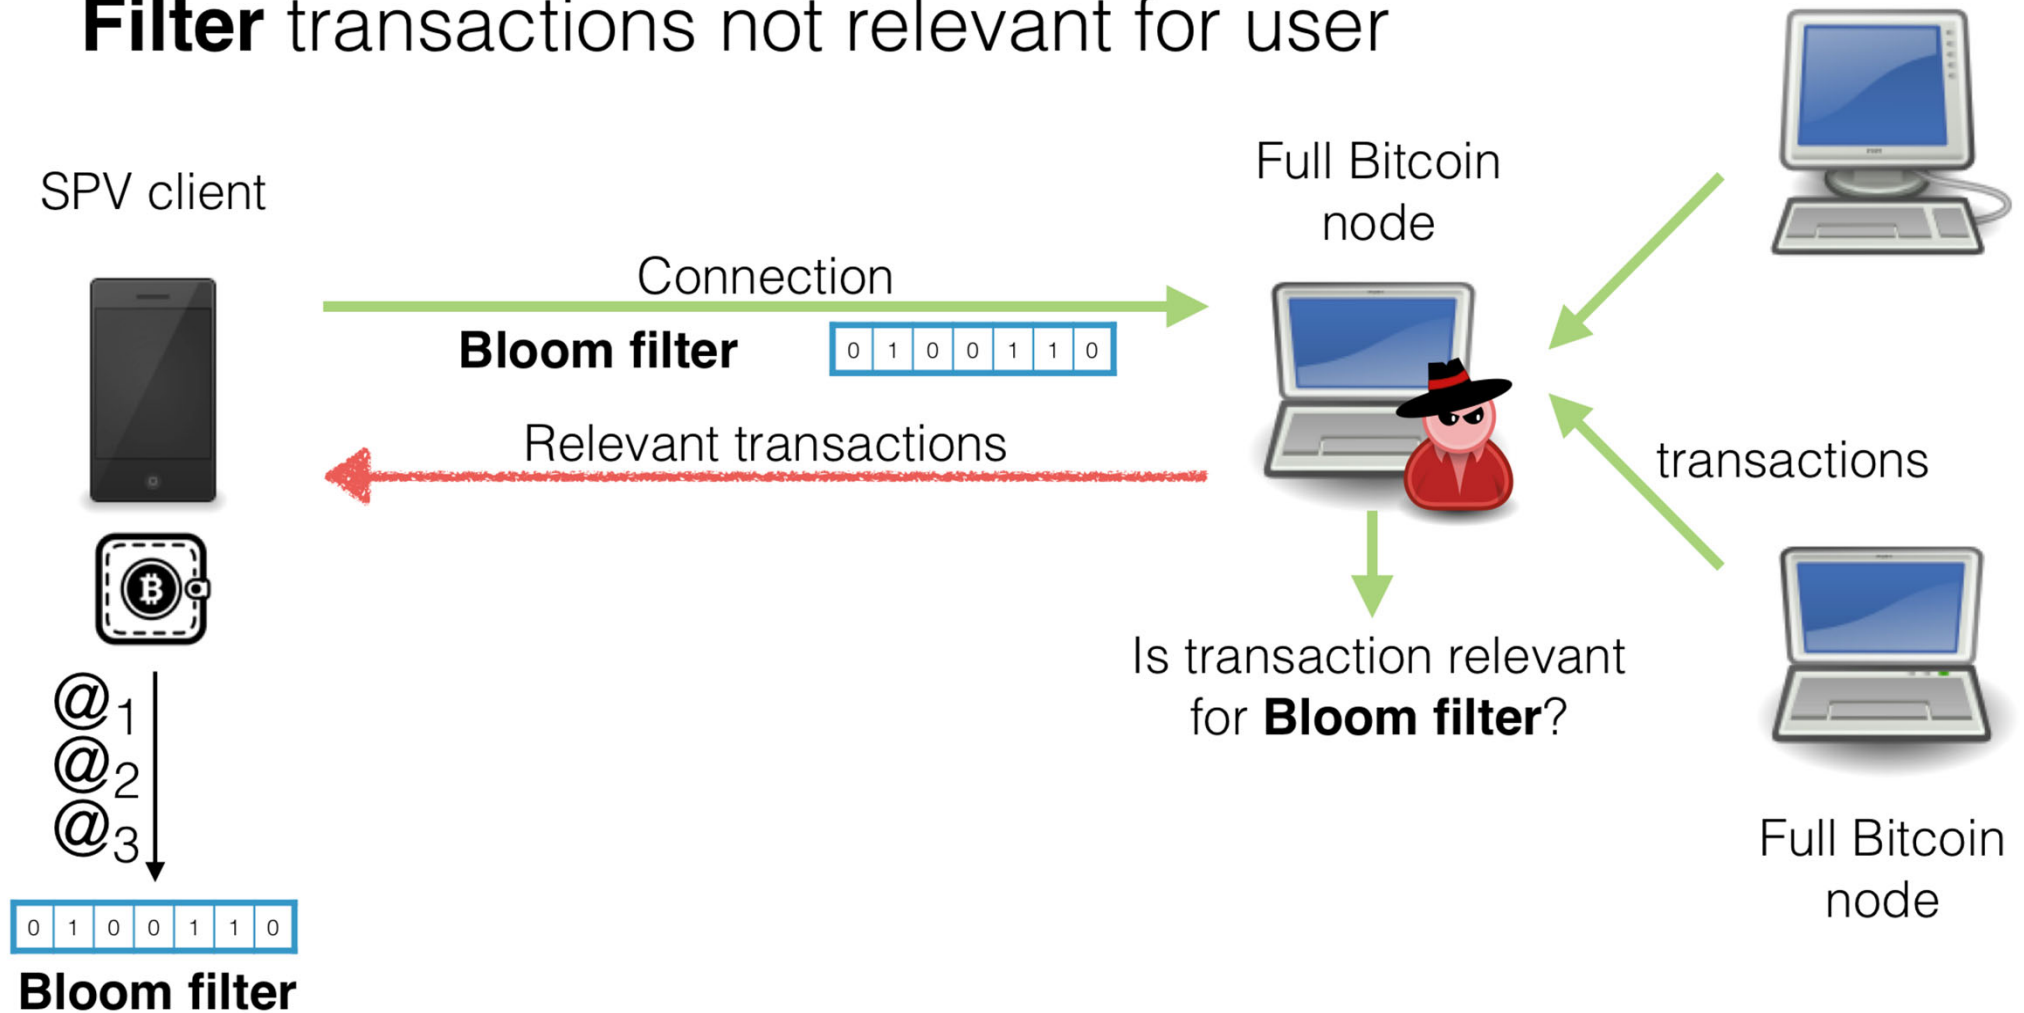 Filter transactions not relevant for user
SPV client
Full Bitcoin
node
Connection
Bloom filter
0 1 0 0 1 1 0
Relevant transactions
transactions
Is transaction relevant
for Bloom filter?
@1
@2
@3
0 1 0 0 1 1 0
Bloom filter
Full Bitcoin
node